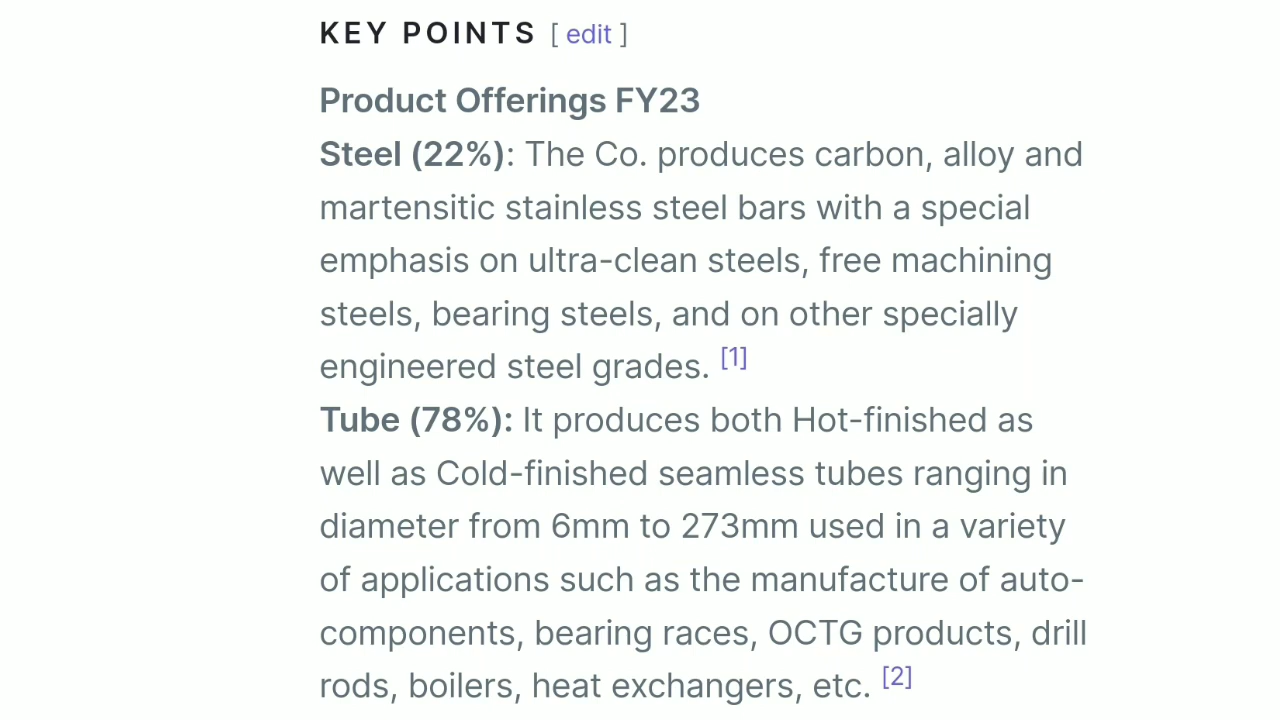 KEY POINTS [ edit ]
Product Offerings FY23
Steel (22%): The Co. produces carbon, alloy and
martensitic stainless steel bars with a special
emphasis on ultra-clean steels, free machining
steels, bearing steels, and on other specially
engineered steel grades. [1]
Tube (78%): It produces both Hot-finished as
well as Cold-finished seamless tubes ranging in
diameter from 6mm to 273mm used in a variety
of applications such as the manufacture of auto-
components, bearing races, OCTG products, drill
rods, boilers, heat exchangers, etc. [2]